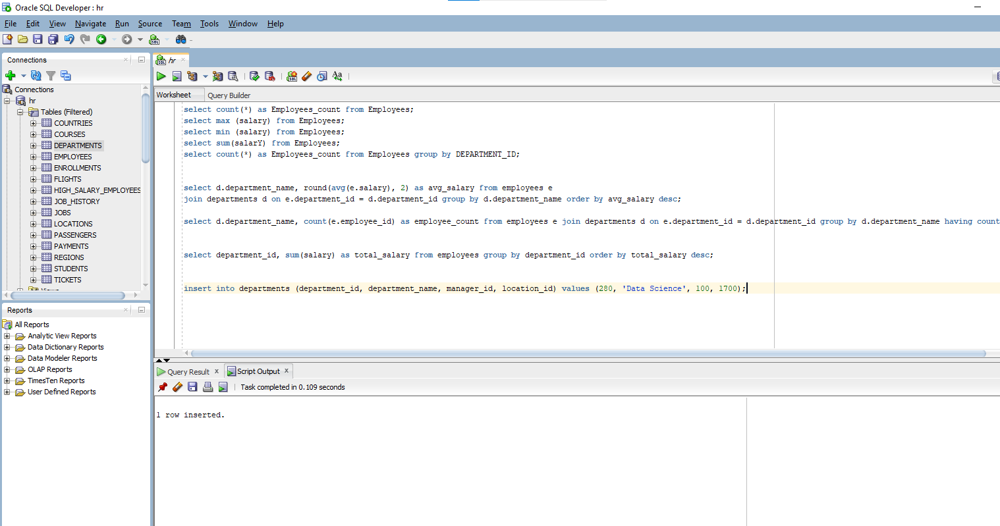 Oracle SQL Developer : hr
File Edit View Navigate Run Source Team Tools Window Help
Connections
Connections
hr
Tables (Filtered)
COUNTRIES
COURSES
DEPARTMENTS
EMPLOYEES
ENROLLMENTS
FLIGHTS
HIGH_SALARY_EMPLOYEES
JOB_HISTORY
JOBS
LOCATIONS
PASSENGERS
PAYMENTS
REGIONS
STUDENTS
TICKETS
Views
Reports
All Reports
Analytic View Reports
Data Dictionary Reports
Data Modeler Reports
OLAP Reports
TimesTen Reports
User Defined Reports
hr
Worksheet Query Builder
select count(*) as Employees_count from Employees;
select max (salary) from Employees;
select min (salary) from Employees;
select sum(salarY) from Employees;
select count(*) as Employees_count from Employees group by DEPARTMENT_ID;
select d.department_name, round(avg(e.salary), 2) as avg_salary from employees e
join departments d on e.department_id = d.department_id group by d.department_name order by avg_salary desc;
select d.department_name, count(e.employee_id) as employee_count from employees e join departments d on e.department_id = d.department_id group by d.department_name having count
select department_id, sum(salary) as total_salary from employees group by department_id order by total_salary desc;
insert into departments (department_id, department_name, manager_id, location_id) values (280, 'Data Science', 100, 1700);
Query Result Script Output
Task completed in 0.109 seconds
1 row inserted.